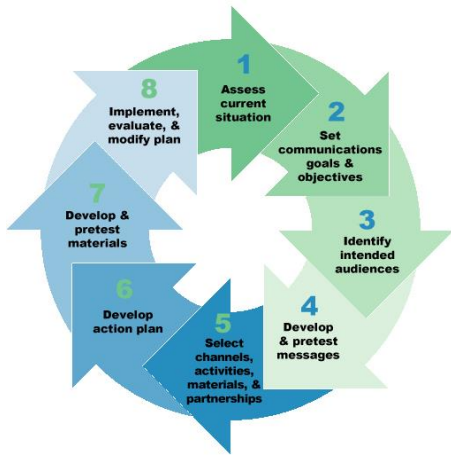 1
Assess
current
situation
2
Set
communications
goals &
objectives
3
Identify
intended
audiences
4
Develop
& pretest
messages
5
Select
channels,
activities,
materials, &
partnerships
6
Develop
action plan
7
Develop &
pretest
materials
8
Implement,
evaluate, &
modify plan